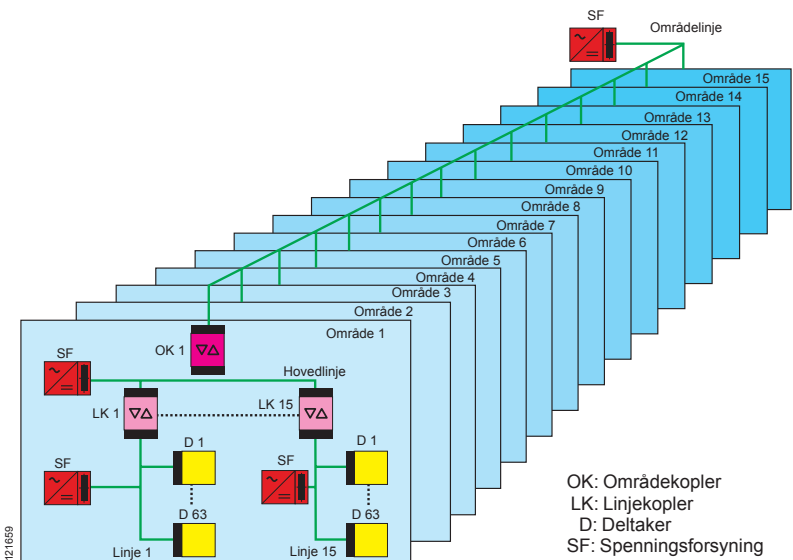 SF
Områdelinje
Område 15
Område 14
Område 13
Område 12
Område 11
Område 10
Område 9
Område 8
Område 7
Område 6
Område 5
Område 4
Område 3
Område 2
Område 1
OK 1
SF
Hovedlinje
LK 1
LK 15
D 1
D 1
SF
SF
D 63
D 63
Linje 1
Linje 15
OK: Områdekopler
LK: Linjekopler
D: Deltaker
SF: Spenningsforsyning
121659